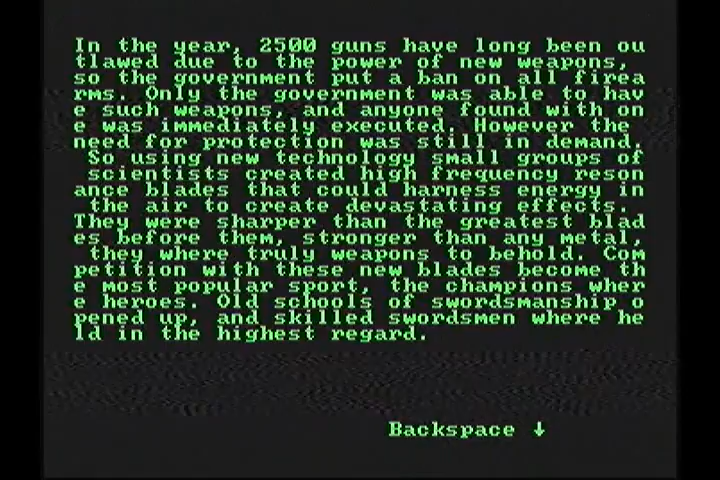 In the year, 2500 guns have long been ou
tlawed due to the power of new weapons,
so the government put a ban on all firea
rms. Only the government was able to hav
e such weapons, and anyone found with on
e was immediately executed. However the
need for protection was still in demand.
So using new technology small groups of
scientists created high frequency reson
ance blades that could harness energy in
the air to create devastating effects.
They were sharper than the greatest blad
es before them, stronger than any metal,
they where truly weapons to behold. Com
petition with these new blades become th
e most popular sport, the champions wher
e heroes. Old schools of swordsmanship o
pened up, and skilled swordsmen where he
ld in the highest regard.
Backspace ↓